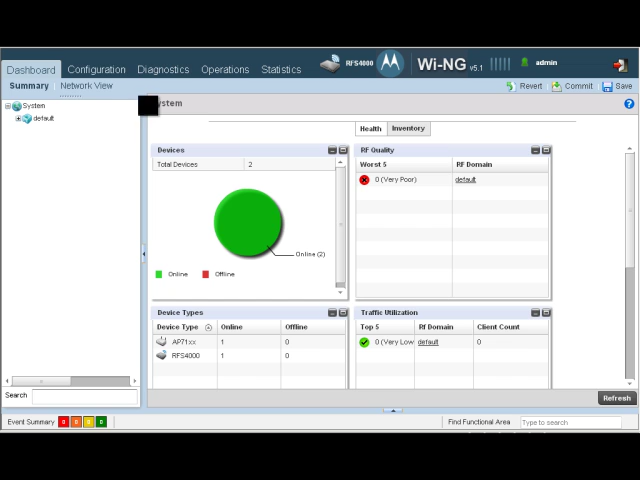 Dashboard Configuration Diagnostics Operations Statistics RFS4000 Wi-NG v5.1 admin
Summary Network View Revert Commit Save
System
default
ystem
Health Inventory
Devices
Total Devices 2
Online (2)
Online Offline
RF Quality
Worst 5 RF Domain
0 (Very Poor) default
Device Types
Device Type Online Offline
AP71xx 1 0
RFS4000 1 0
Traffic Utilization
Top 5 Rf Domain Client Count
0 (Very Low default 0
Search
Refresh
Event Summary 0 0 0 0 Find Functional Area Type to search